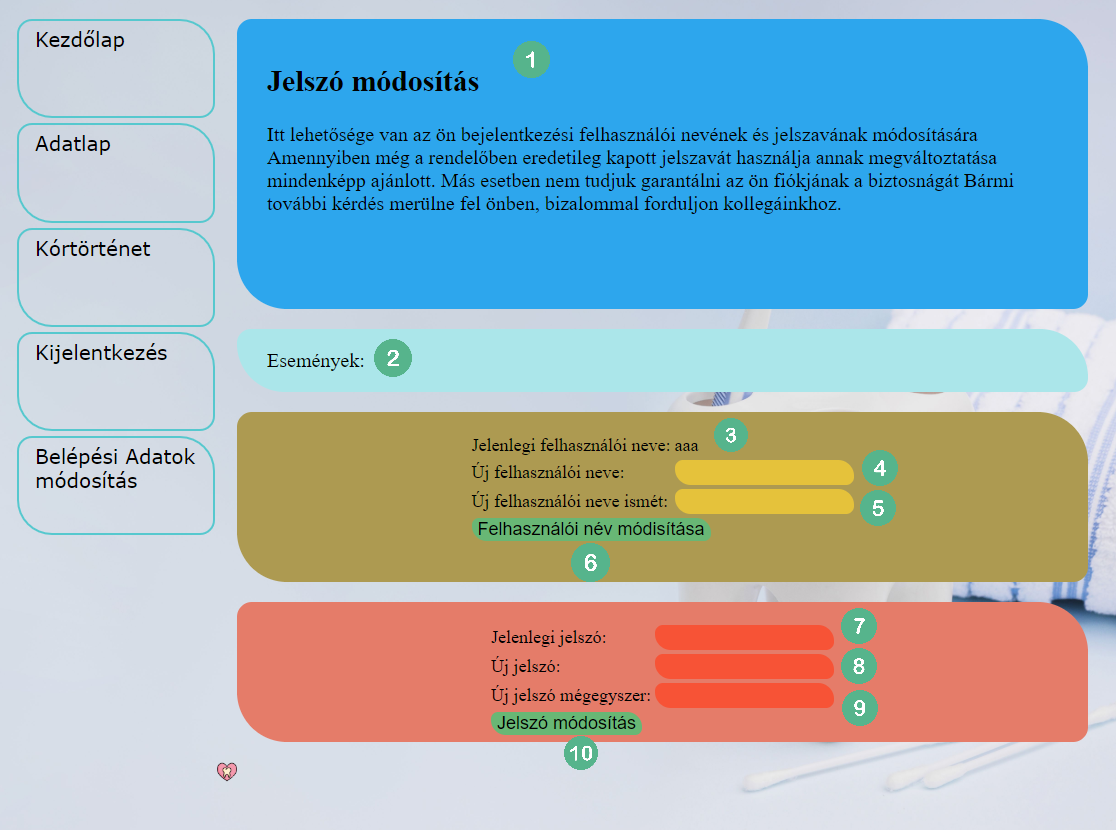 Kezdőlap
Adatlap
Kórtörténet
Kijelentkezés
Belépési Adatok
módosítás
1
Jelszó módosítás
Itt lehetősége van az ön bejelentkezési felhasználói nevének és jelszavának módosítására
Amennyiben még a rendelőben eredetileg kapott jelszavát használja annak megváltoztatása
mindenképp ajánlott. Más esetben nem tudjuk garantálni az ön fiókjának a biztosnágát Bármi
további kérdés merülne fel önben, bizalommal forduljon kollegáinkhoz.
Események: 2
Jelenlegi felhasználói neve: aaa 3
Új felhasználói neve: 4
Új felhasználói neve ismét: 5
Felhasználói név módisítása
6
Jelenlegi jelszó: 7
Új jelszó: 8
Új jelszó mégegyszer: 9
Jelszó módosítás
10